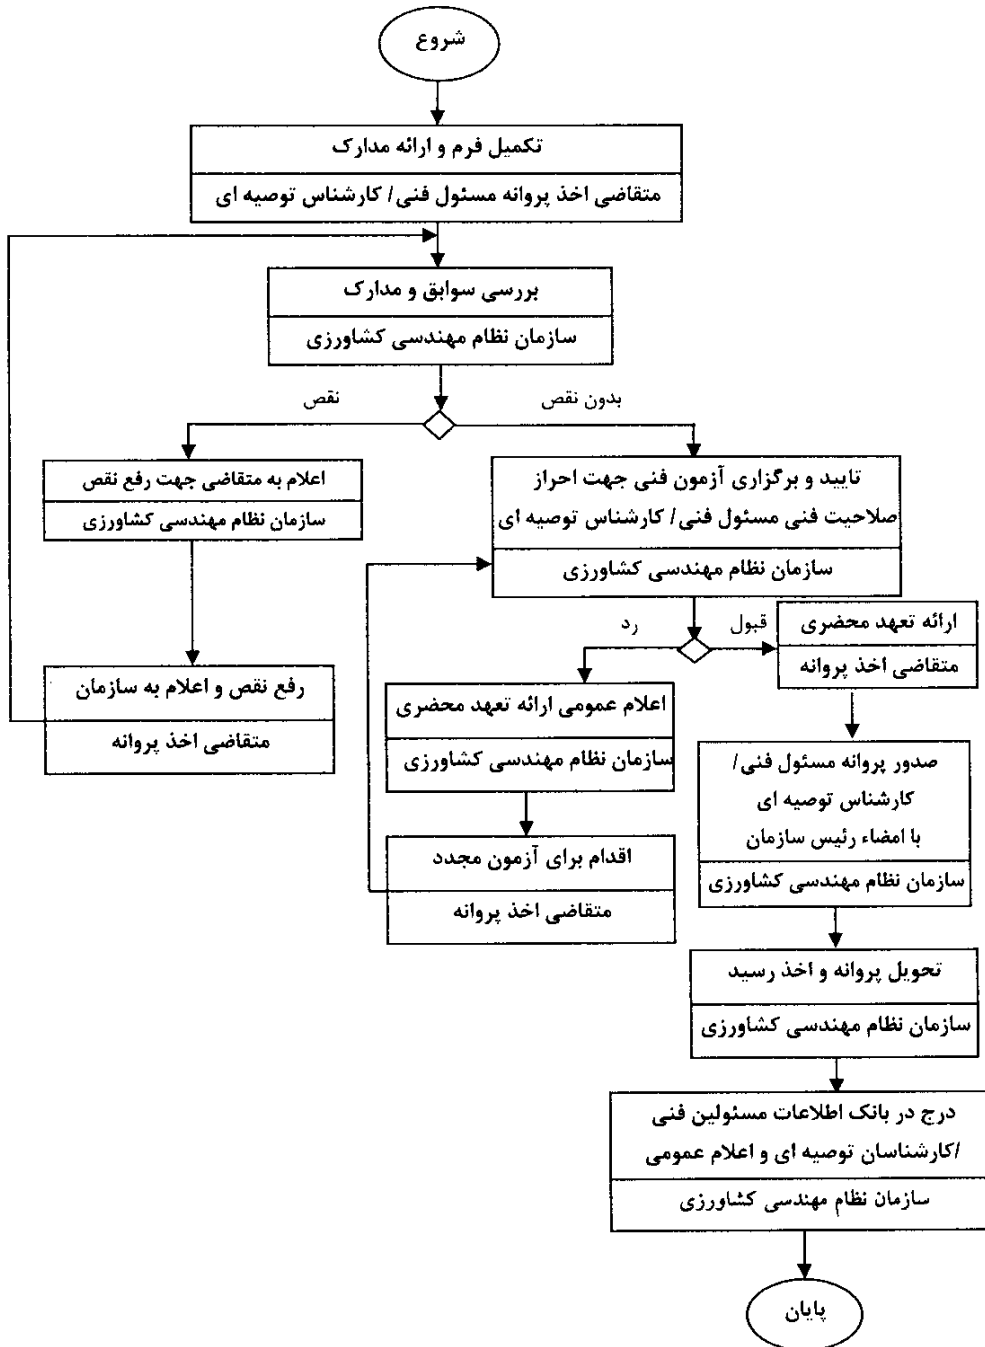 شروع
تکمیل فرم و ارائه مدارک
متقاضی اخذ پروانه مسئول فنی/ کارشناس توصیه ای
بررسی سوابق و مدارک
سازمان نظام مهندسی کشاورزی
بدون نقص
نقص
تایید و برگزاری آزمون فنی جهت احراز
صلاحیت فنی مسئول فنی/ کارشناس توصیه ای
سازمان نظام مهندسی کشاورزی
اعلام به متقاضی جهت رفع نقص
سازمان نظام مهندسی کشاورزی
رفع نقص و اعلام به سازمان
متقاضی اخذ پروانه
قبول
رد
ارائه تعهد محضری
متقاضی اخذ پروانه
اعلام عمومی ارائه تعهد محضری
سازمان نظام مهندسی کشاورزی
اقدام برای آزمون مجدد
متقاضی اخذ پروانه
صدور پروانه مسئول فنی/
کارشناس توصیه ای
با امضاء رئیس سازمان
سازمان نظام مهندسی کشاورزی
تحویل پروانه و اخذ رسید
سازمان نظام مهندسی کشاورزی
درج در بانک اطلاعات مسئولین فنی
/کارشناسان توصیه ای و اعلام عمومی
سازمان نظام مهندسی کشاورزی
پایان